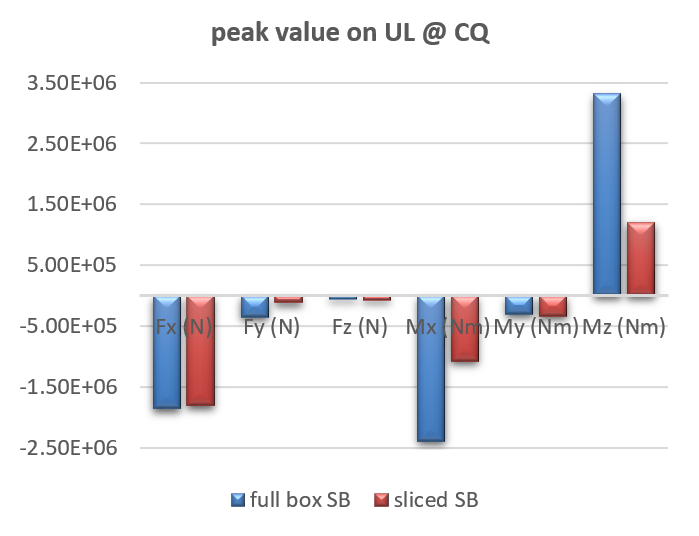 peak value on UL @ CQ
3.50E+06
2.50E+06
1.50E+06
5.00E+05
-5.00E+05
Fx (N) Fy (N) Fz (N) Mx (Nm) My (Nm) Mz (Nm)
-1.50E+06
-2.50E+06
full box SB sliced SB